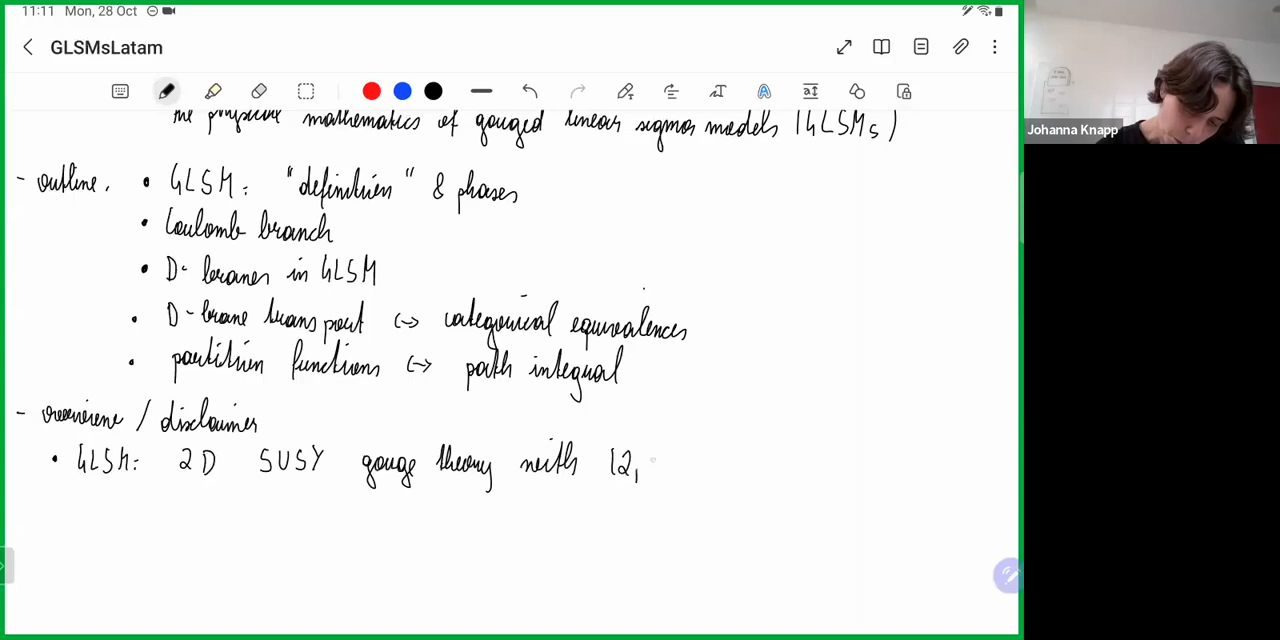 11:11 Mon, 28 Oct
GLSMsLatam
the physical mathematics of gauged linear sigma models (GLSMs)
- outline. • GLSM: "definition" & phases
• Coulomb branch
• D-branes in GLSM
• D-brane transport ↔ categorical equivalences
• partition functions ↔ path integral
- overview / disclaimer
• GLSM: 2D SUSY gauge theory with (2,
Johanna Knapp